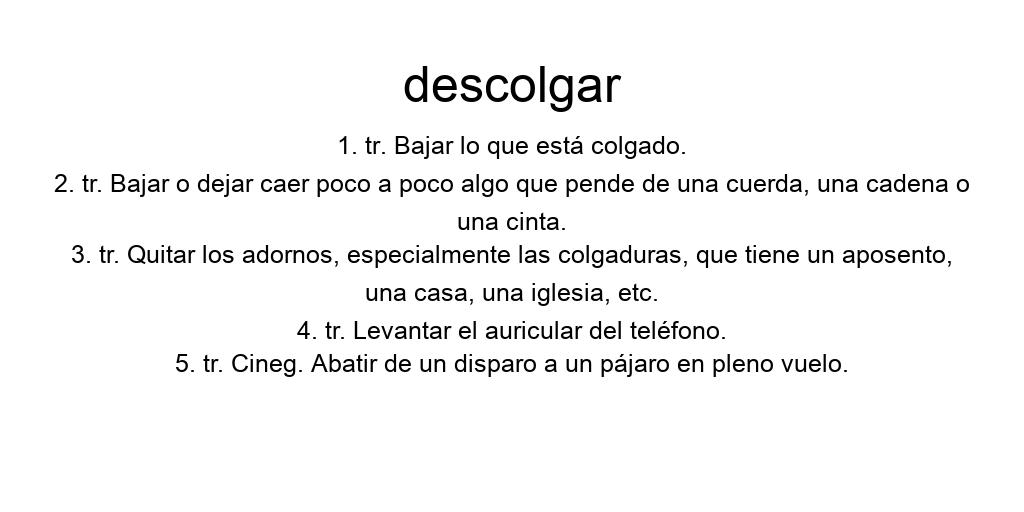 descolgar
1. tr. Bajar lo que está colgado.
2. tr. Bajar o dejar caer poco a poco algo que pende de una cuerda, una cadena o
una cinta.
3. tr. Quitar los adornos, especialmente las colgaduras, que tiene un aposento,
una casa, una iglesia, etc.
4. tr. Levantar el auricular del teléfono.
5. tr. Cineg. Abatir de un disparo a un pájaro en pleno vuelo.